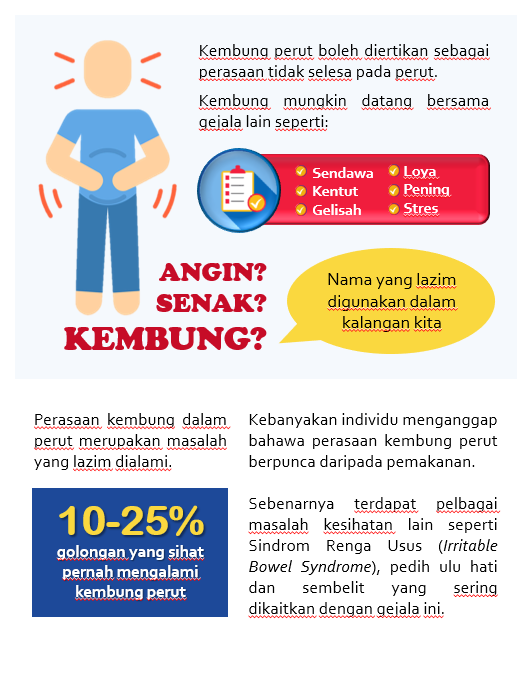 Kembung perut boleh diertikan sebagai
perasaan tidak selesa pada perut.
Kembung mungkin datang bersama
gejala lain seperti:
Sendawa
Kentut
Gelisah
Loya
Pening
Stres
ANGIN?
SENAK?
KEMBUNG?
Nama yang lazim
digunakan dalam
kalangan kita
Perasaan kembung dalam
perut merupakan masalah
yang lazim dialami.
10-25%
golongan yang sihat
pernah mengalami
kembung perut
Kebanyakan individu menganggap
bahawa perasaan kembung perut
berpunca daripada pemakanan.
Sebenarnya terdapat pelbagai
masalah kesihatan lain seperti
Sindrom Renga Usus (Irritable
Bowel Syndrome), pedih ulu hati
dan sembelit yang sering
dikaitkan dengan gejala ini.